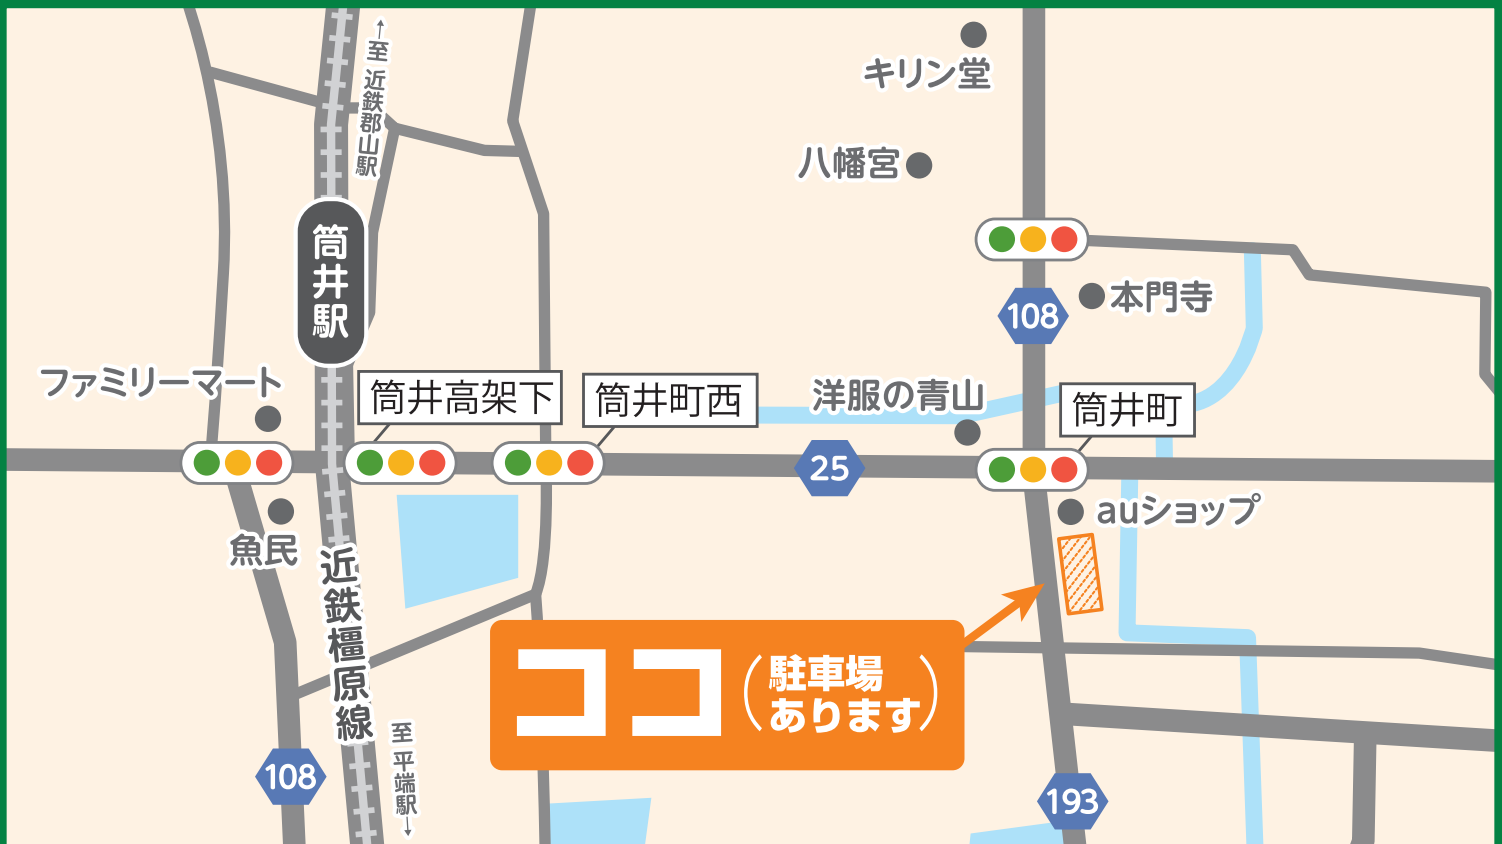 キリン堂
↑至 近鉄郡山駅
八幡宮
筒井駅
本門寺
108
ファミリーマート
筒井高架下
筒井町西
洋服の青山
筒井町
25
auショップ
魚民
近鉄橿原線
ココ
(駐車場
あります)
至 平端駅↓
108
193